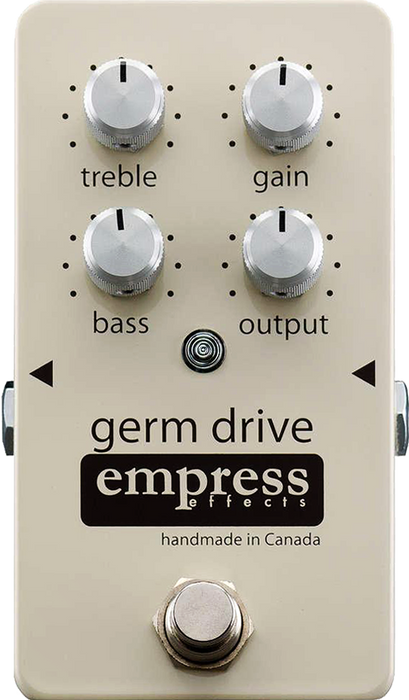 treble gain
bass output
germ drive
empress
effects
handmade in Canada